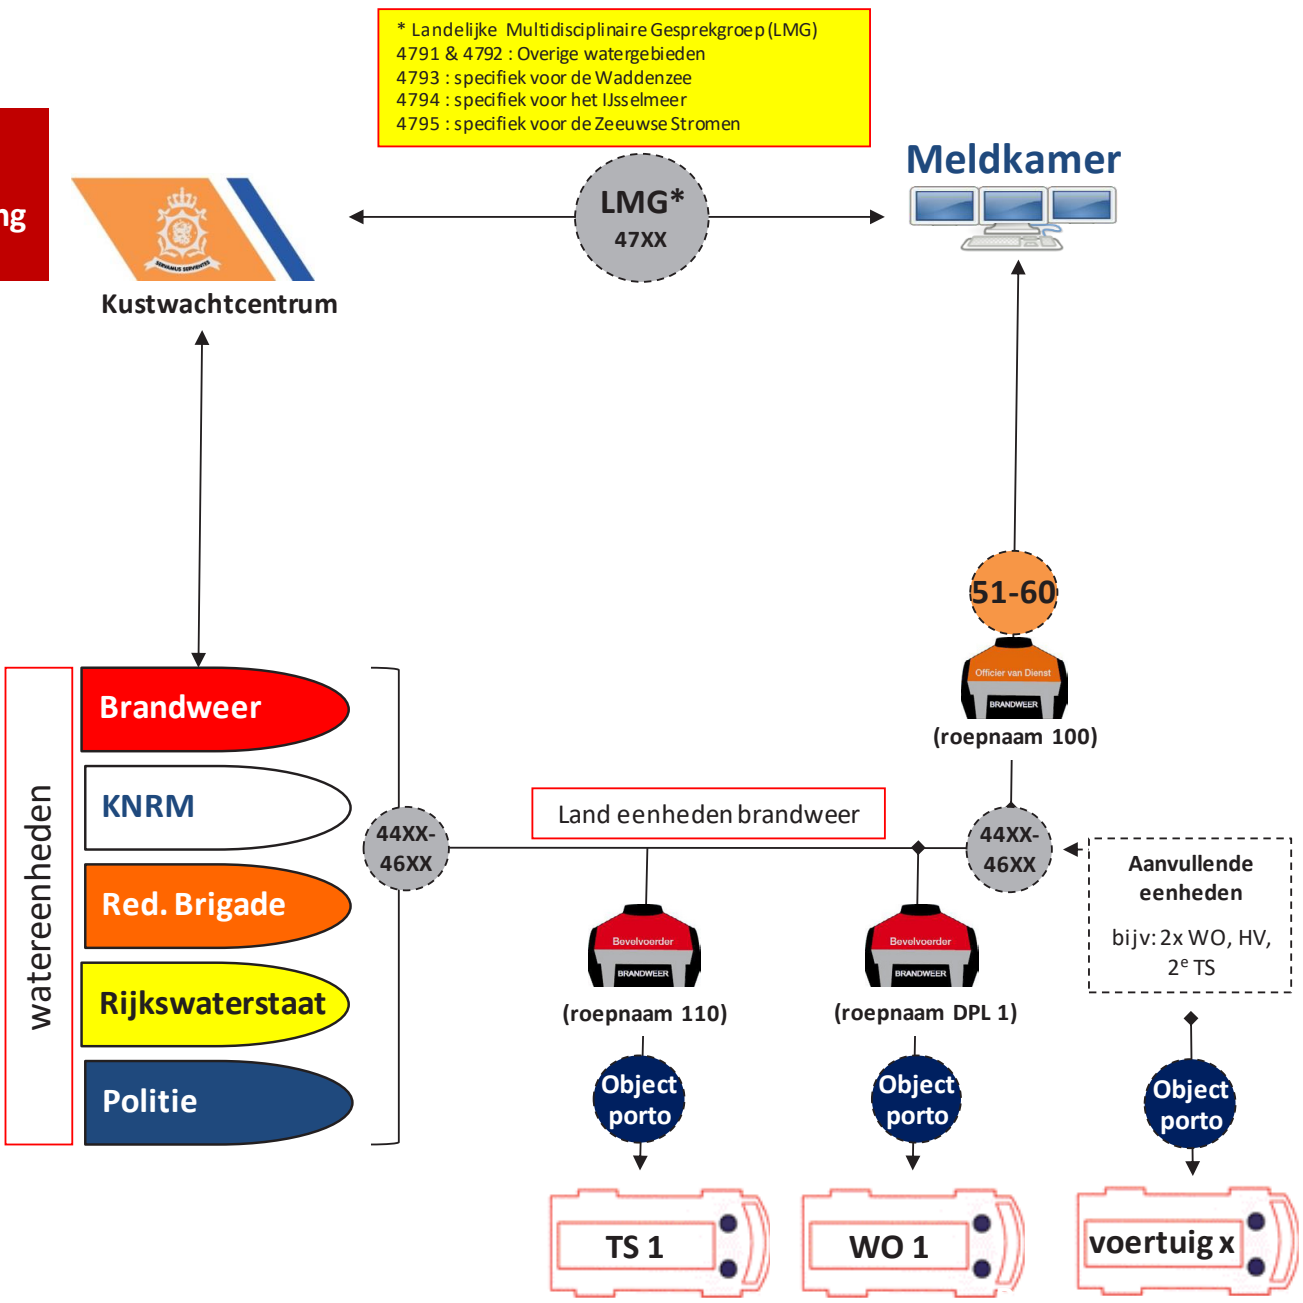 * Landelijke Multidisciplinaire Gesprekgroep (LMG)
4791 & 4792 : Overige watergebieden
4793 : specifiek voor de Waddenzee
4794 : specifiek voor het IJsselmeer
4795 : specifiek voor de Zeeuwse Stromen
ng
SERVAMUS SERVENTES
Kustwachtcentrum
LMG*
47XX
Meldkamer
51-60
Officier van Dienst
BRANDWEER
(roepnaam 100)
watereenheden
Brandweer
KNRM
Red. Brigade
Rijkswaterstaat
Politie
44XX-
46XX
Land eenheden brandweer
44XX-
46XX
Aanvullende
eenheden
bijv: 2x WO, HV,
2e TS
Bevelvoerder
BRANDWEER
(roepnaam 110)
Bevelvoerder
BRANDWEER
(roepnaam DPL 1)
Object
porto
Object
porto
Object
porto
TS 1
WO 1
voertuig x